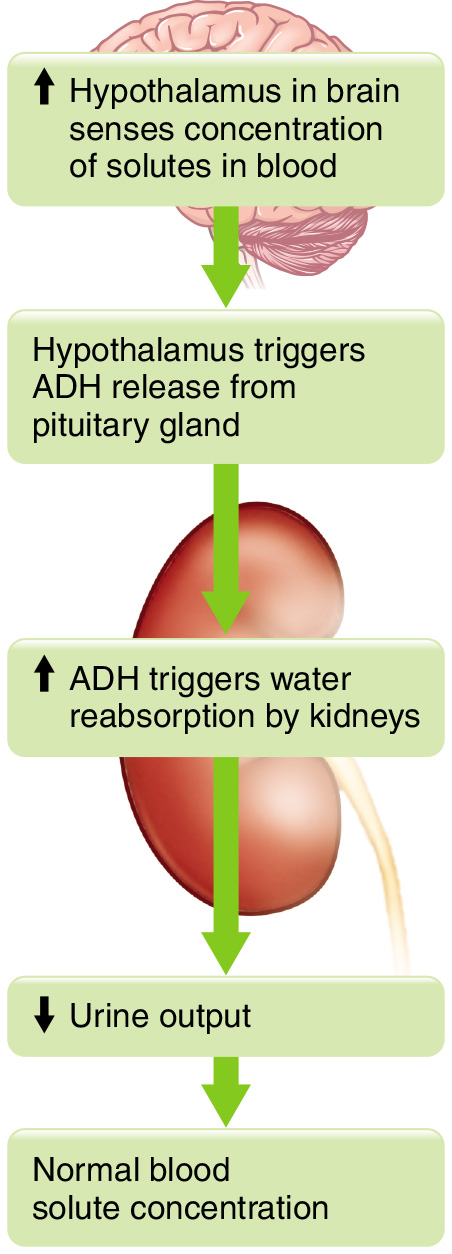 ↑ Hypothalamus in brain
senses concentration
of solutes in blood
Hypothalamus triggers
ADH release from
pituitary gland
↑ ADH triggers water
reabsorption by kidneys
↓ Urine output
Normal blood
solute concentration